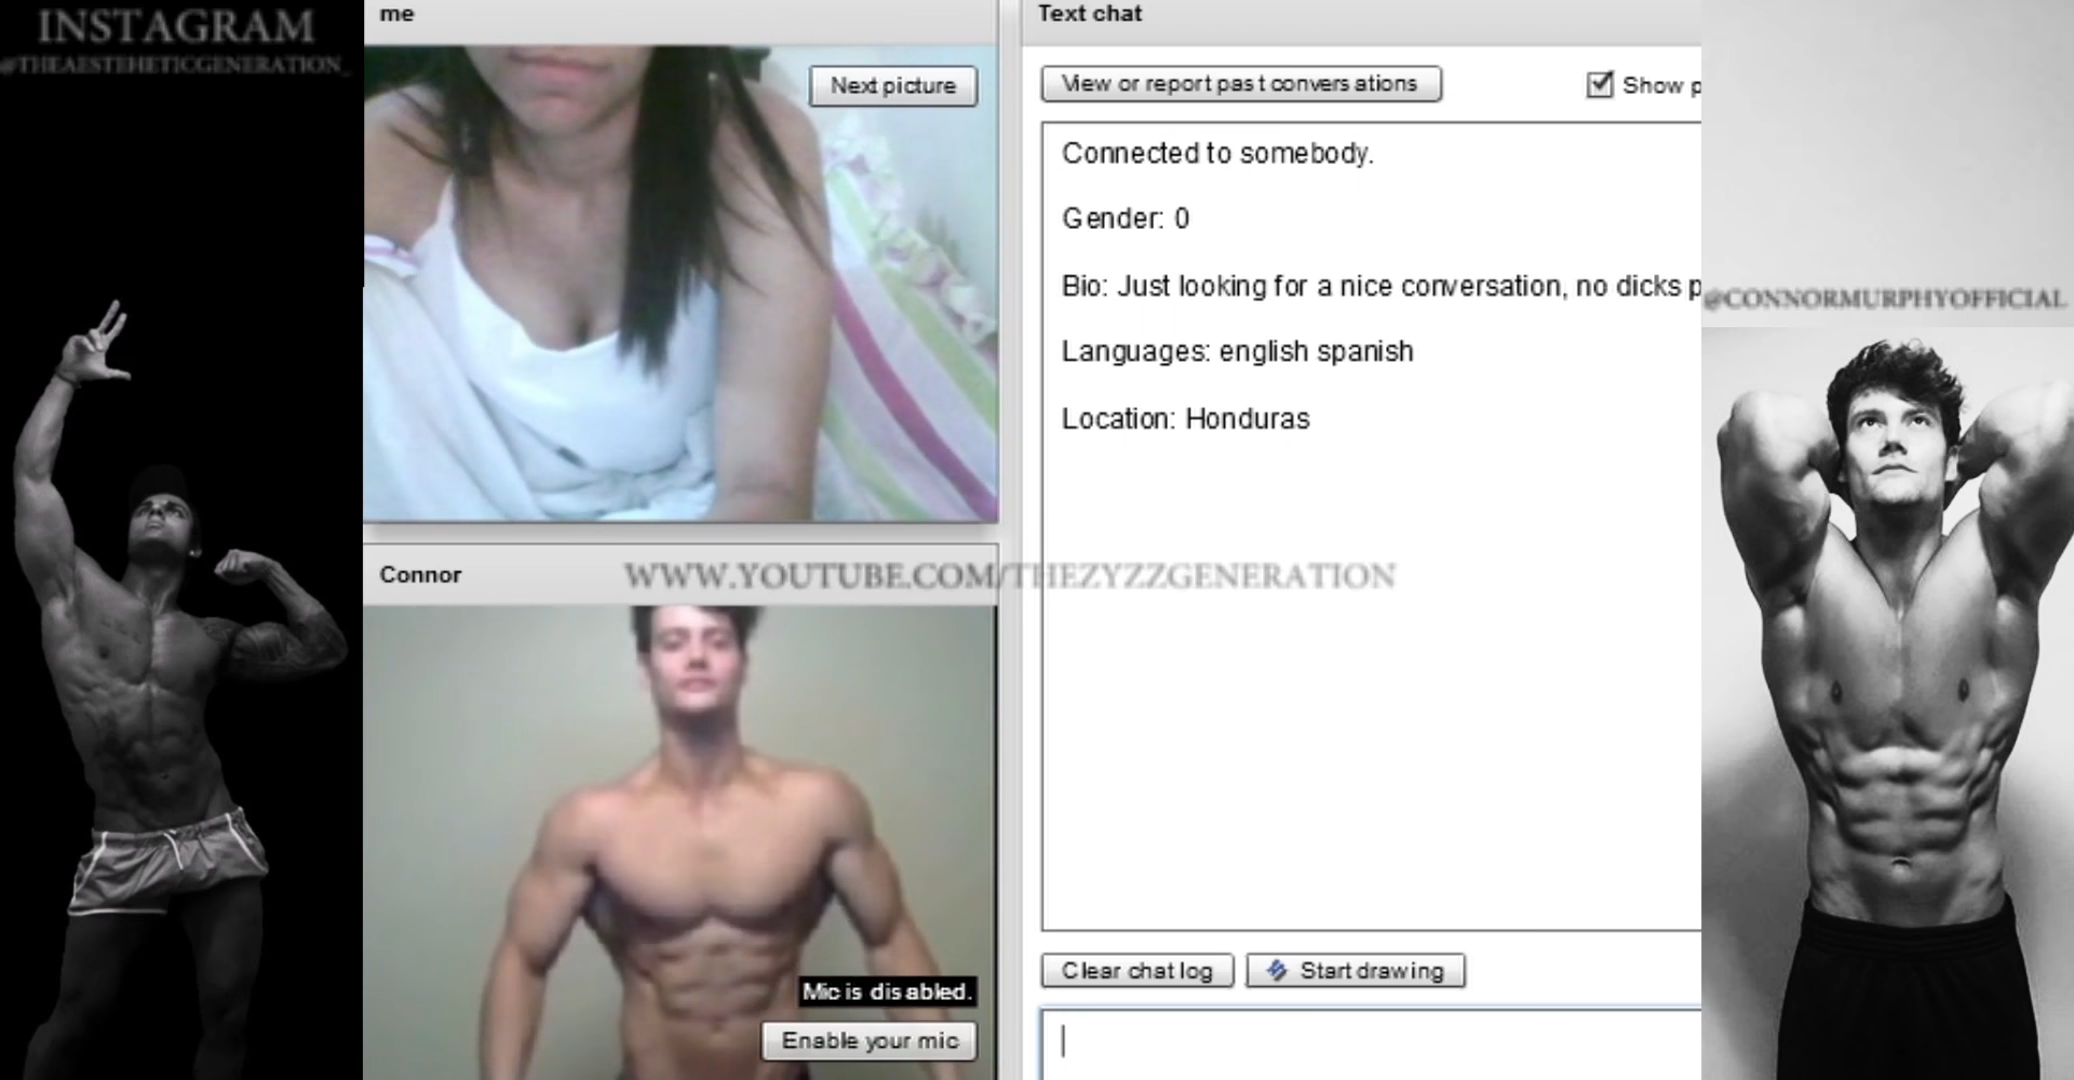 INSTAGRAM
@THEAESTEHETICGENERATION_
me
Next picture
Connor
Mic is disabled.
Enable your mic
Text chat
View or report past conversations
Show p
Connected to somebody.
Gender: 0
Bio: Just looking for a nice conversation, no dicks p
Languages: english spanish
Location: Honduras
WWW.YOUTUBE.COM/THEZYZZGENERATION
Clear chat log
Start drawing
@CONNORMURPHYOFFICIAL